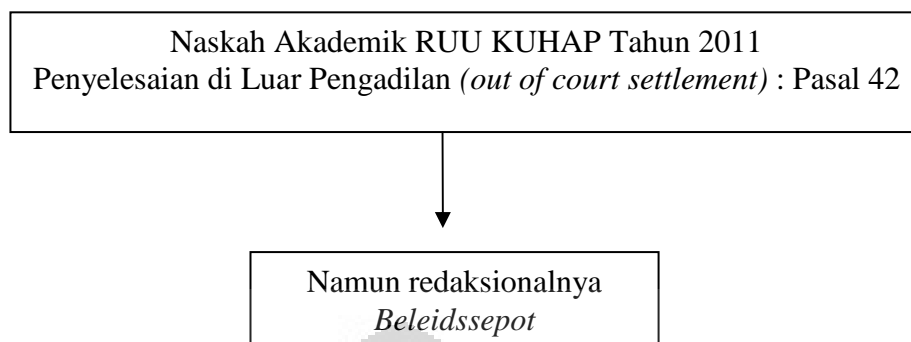 Naskah Akademik RUU KUHAP Tahun 2011
Penyelesaian di Luar Pengadilan (out of court settlement) : Pasal 42
Namun redaksionalnya
Beleidssepot